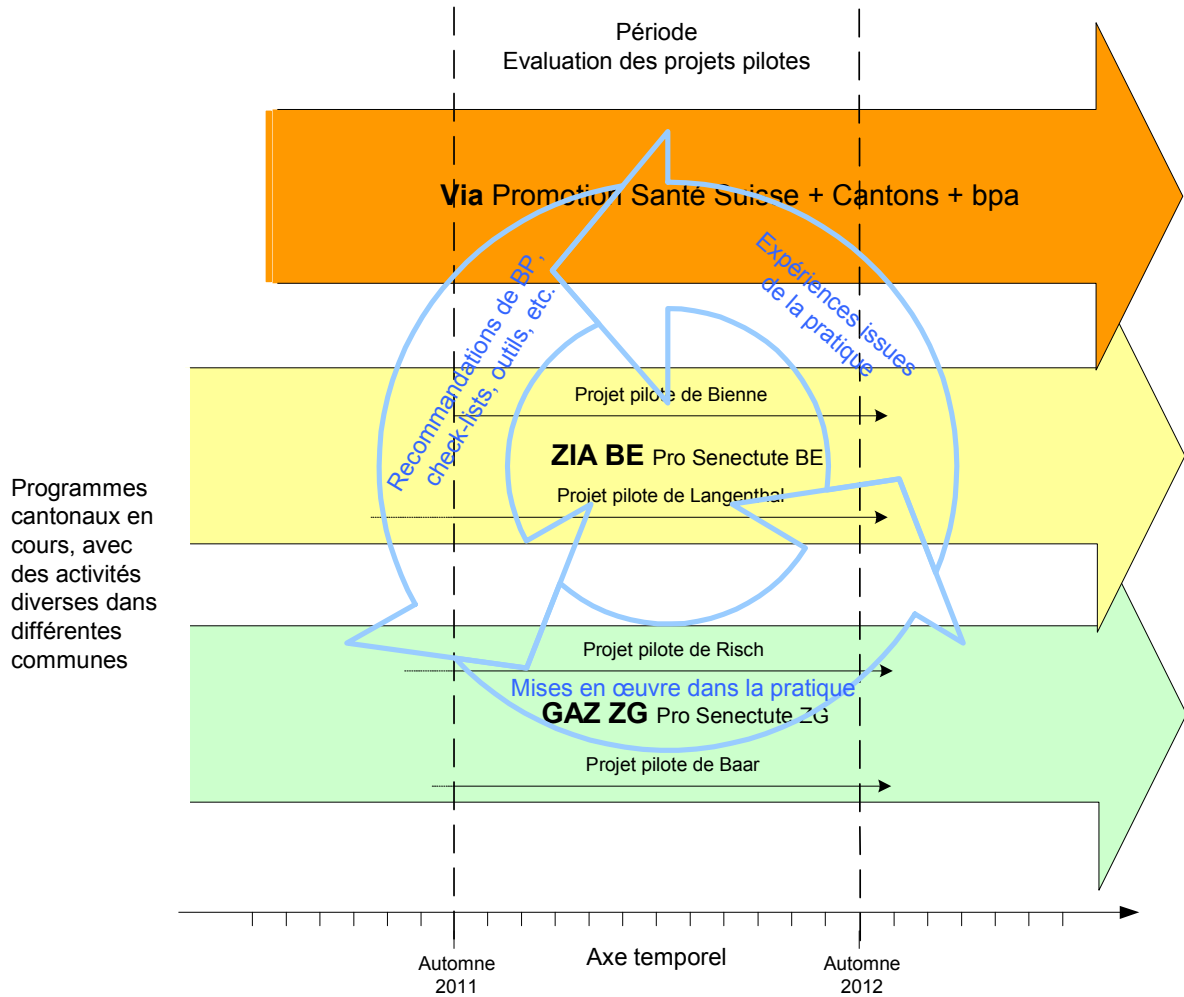 Période
Evaluation des projets pilotes
Via Promotion Santé Suisse + Cantons + bpa
Recommandations de BP,
check-lists, outils, etc.
Expériences issues
de la pratique
Projet pilote de Bienne
ZIA BE Pro Senectute BE
Projet pilote de Langenthal
Programmes
cantonaux en
cours, avec
des activités
diverses dans
différentes
communes
Projet pilote de Risch
Mises en œuvre dans la pratique
GAZ ZG Pro Senectute ZG
Projet pilote de Baar
Axe temporel
Automne
2011
Automne
2012